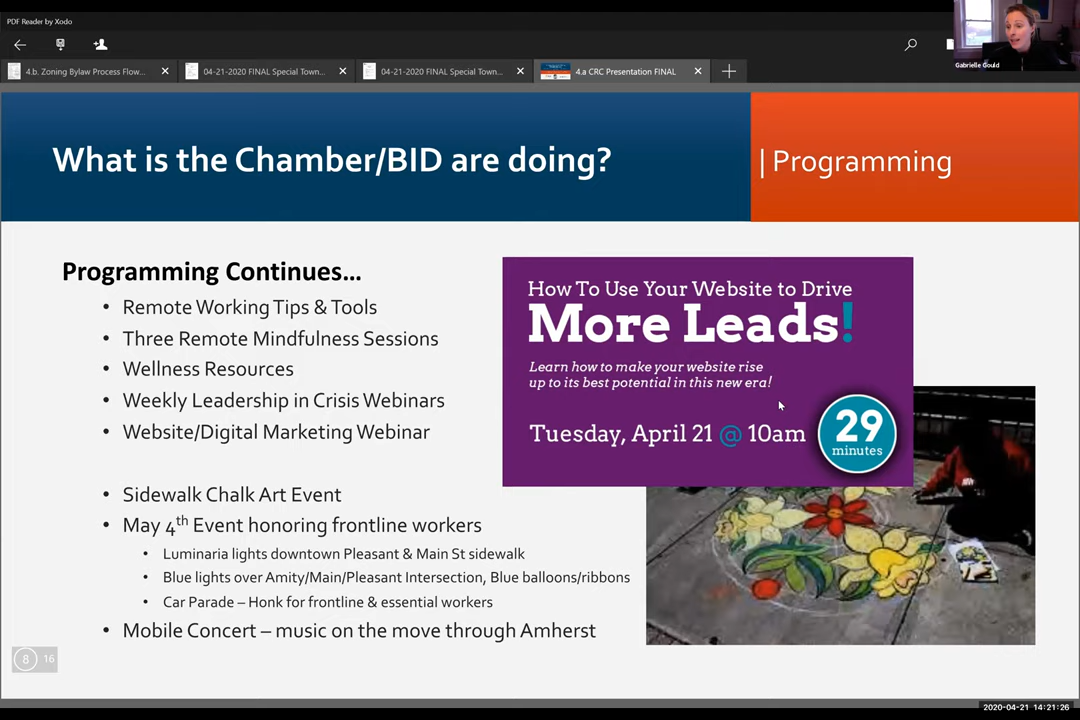 PDF Reader by Xodo
Gabrielle Gould
4.b. Zoning Bylaw Process Flow...
04-21-2020 FINAL Special Town...
04-21-2020 FINAL Special Town...
4.a CRC Presentation FINAL
What is the Chamber/BID are doing?
| Programming
Programming Continues...
• Remote Working Tips & Tools
• Three Remote Mindfulness Sessions
• Wellness Resources
• Weekly Leadership in Crisis Webinars
• Website/Digital Marketing Webinar
• Sidewalk Chalk Art Event
• May 4th Event honoring frontline workers
• Luminaria lights downtown Pleasant & Main St sidewalk
• Blue lights over Amity/Main/Pleasant Intersection, Blue balloons/ribbons
• Car Parade – Honk for frontline & essential workers
• Mobile Concert – music on the move through Amherst
How To Use Your Website to Drive
More Leads!
Learn how to make your website rise
up to its best potential in this new era!
Tuesday, April 21 @ 10am
29
minutes
8 16
2020-04-21 14:21:26